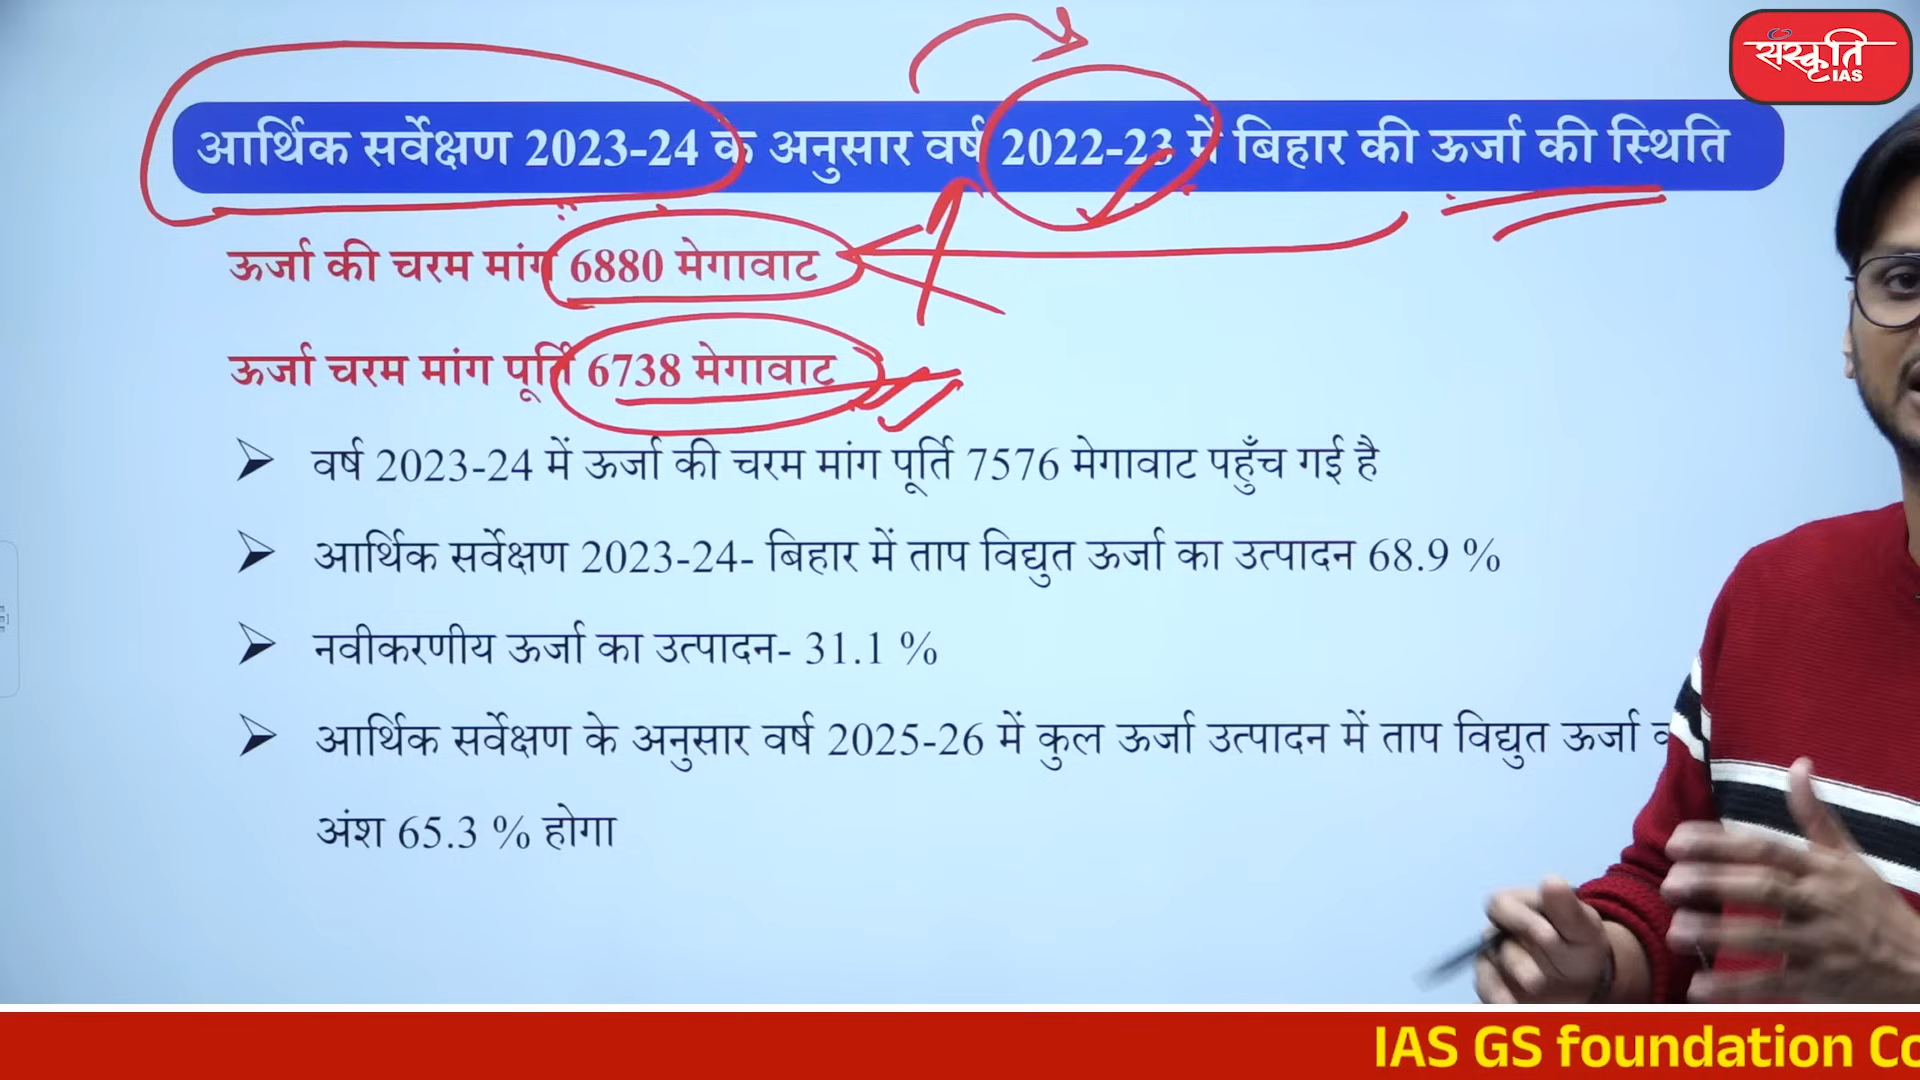 संस्कृति
IAS
आर्थिक सर्वेक्षण 2023-24 के अनुसार वर्ष 2022-23 में बिहार की ऊर्जा की स्थिति
ऊर्जा की चरम मांग 6880 मेगावाट
ऊर्जा चरम मांग पूर्ति 6738 मेगावाट
वर्ष 2023-24 में ऊर्जा की चरम मांग पूर्ति 7576 मेगावाट पहुँच गई है
आर्थिक सर्वेक्षण 2023-24- बिहार में ताप विद्युत ऊर्जा का उत्पादन 68.9 %
नवीकरणीय ऊर्जा का उत्पादन- 31.1 %
आर्थिक सर्वेक्षण के अनुसार वर्ष 2025-26 में कुल ऊर्जा उत्पादन में ताप विद्युत ऊर्जा
अंश 65.3 % होगा
IAS GS foundation